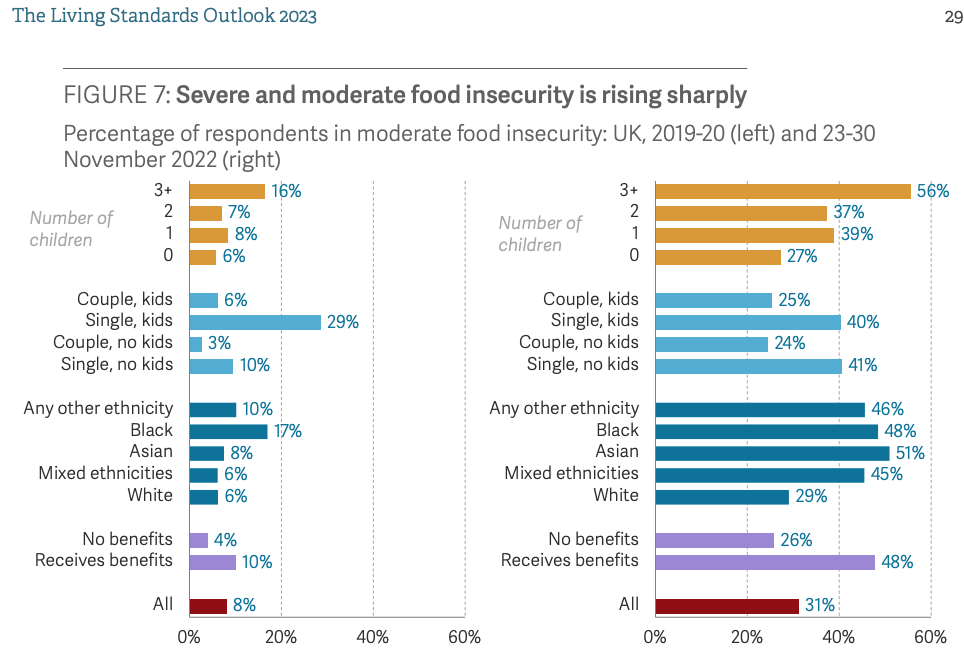 The Living Standards Outlook 2023
29
FIGURE 7: Severe and moderate food insecurity is rising sharply
Percentage of respondents in moderate food insecurity: UK, 2019-20 (left) and 23-30
November 2022 (right)
Number of
children
3+ 16%
2 7%
1 8%
0 6%
Couple, kids 6%
Single, kids 29%
Couple, no kids 3%
Single, no kids 10%
Any other ethnicity 10%
Black 17%
Asian 8%
Mixed ethnicities 6%
White 6%
No benefits 4%
Receives benefits 10%
All 8%
0% 20% 40% 60%
Number of
children
3+ 56%
2 37%
1 39%
0 27%
Couple, kids 25%
Single, kids 40%
Couple, no kids 24%
Single, no kids 41%
Any other ethnicity 46%
Black 48%
Asian 51%
Mixed ethnicities 45%
White 29%
No benefits 26%
Receives benefits 48%
All 31%
0% 20% 40% 60%